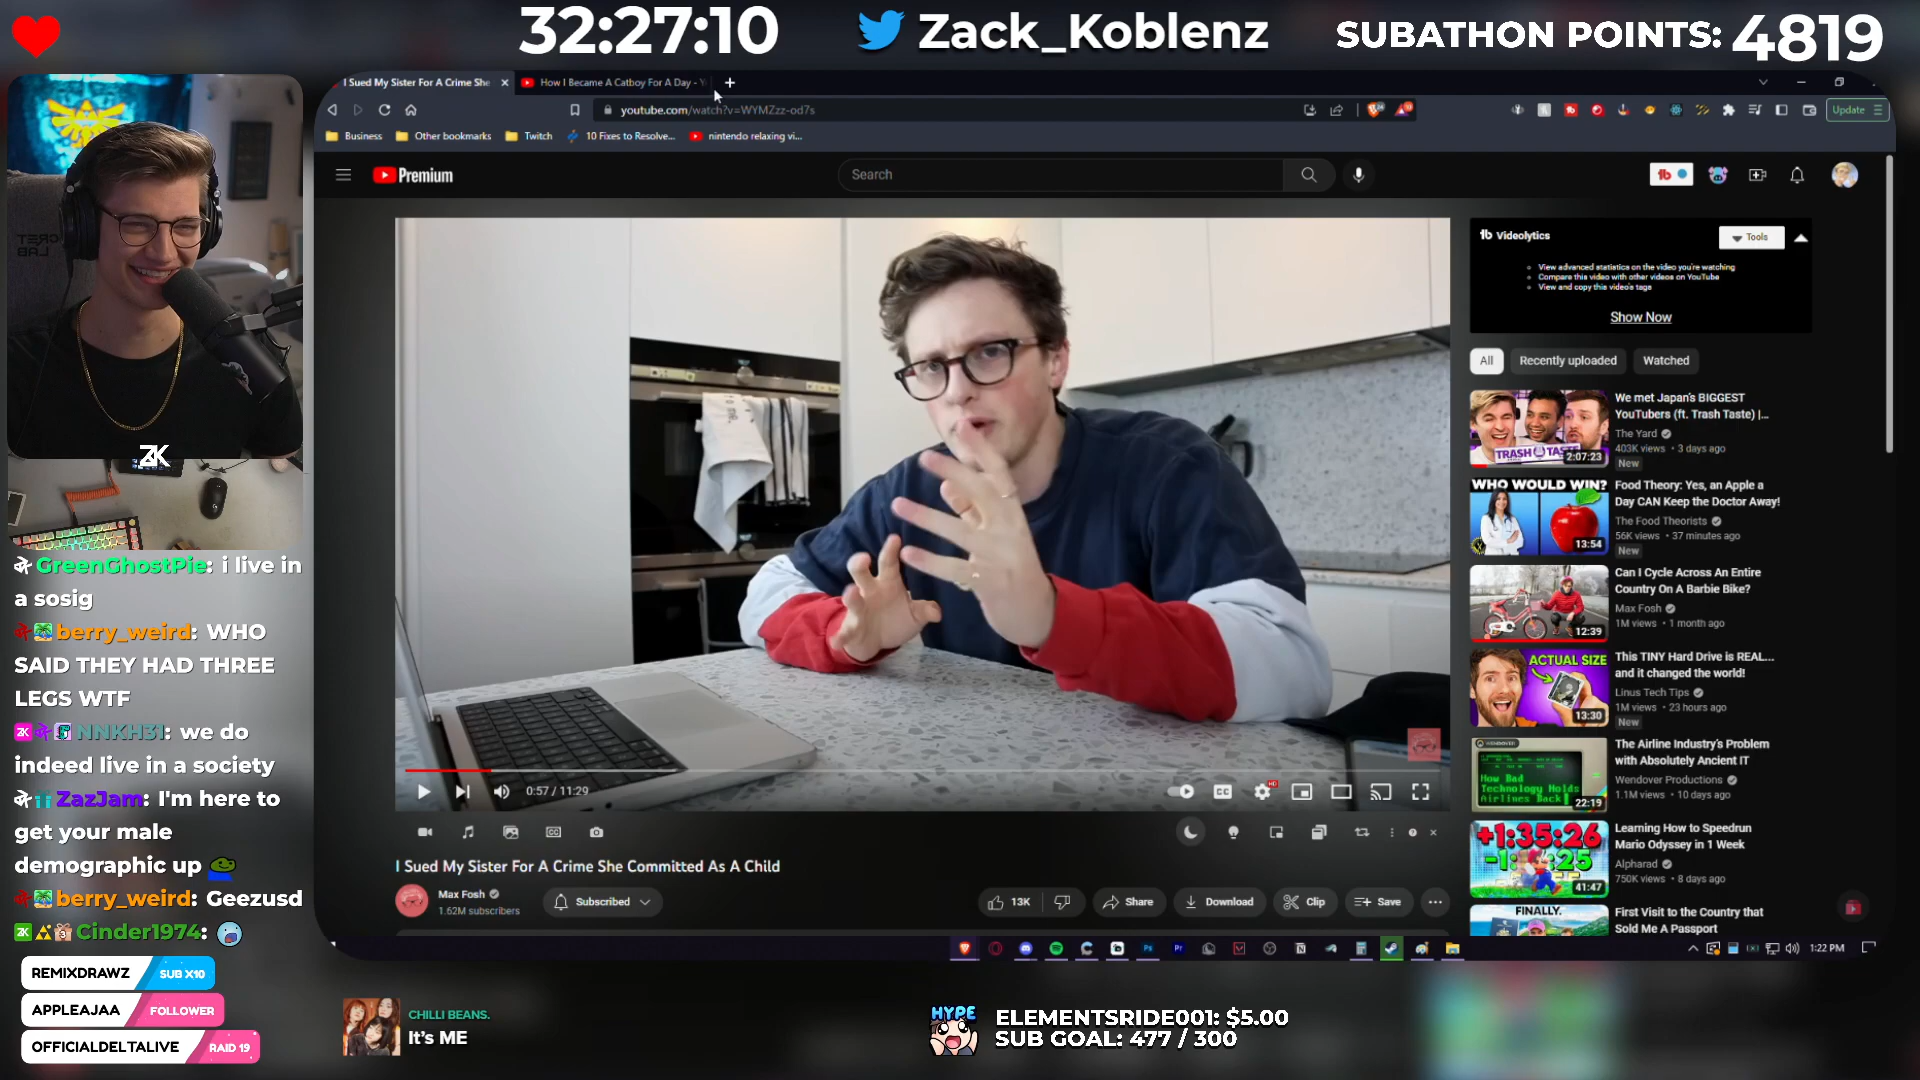 32:27:10
Zack_Koblenz
SUBATHON POINTS: 4819
I Sued My Sister For A Crime She
How I Became A Catboy For A Day - Y
youtube.com/watch?v=WYMZzz-od7s
Update
Business
Other bookmarks
Twitch
10 Fixes to Resolve...
nintendo relaxing vi...
Premium
Search
Videolytics
Tools
View advanced statistics on the video you're watching
Compare this video with other videos on YouTube
View and copy this video's tags
Show Now
All
Recently uploaded
Watched
TRASH TASTE
2:07:23
We met Japan's BIGGEST
YouTubers (ft. Trash Taste) |...
The Yard
403K views • 3 days ago
New
WHO WOULD WIN?
13:54
Food Theory: Yes, an Apple a
Day CAN Keep the Doctor Away!
The Food Theorists
56K views • 37 minutes ago
New
12:39
Can I Cycle Across An Entire
Country On A Barbie Bike?
Max Fosh
1M views • 1 month ago
ACTUAL SIZE
13:30
This TINY Hard Drive is REAL...
and it changed the world!
Linus Tech Tips
1M views • 23 hours ago
New
WENDOVER
How Bad
Technology Holds
Airlines Back
22:19
The Airline Industry's Problem
with Absolutely Ancient IT
Wendover Productions
1.1M views • 10 days ago
+1:35:26
41:47
Learning How to Speedrun
Mario Odyssey in 1 Week
Alpharad
750K views • 8 days ago
FINALLY.
First Visit to the Country that
Sold Me A Passport
0:57 / 11:29
I Sued My Sister For A Crime She Committed As A Child
Max Fosh
1.62M subscribers
Subscribed
13K
Share
Download
Clip
Save
1:22 PM
ZK
GreenGhostPie: i live in
a sosig
berry_weird: WHO
SAID THEY HAD THREE
LEGS WTF
NNKH31: we do
indeed live in a society
ZazJam: I'm here to
get your male
demographic up
berry_weird: Geezusd
Cinder1974:
REMIXDRAWZ SUB X10
APPLEAJAA FOLLOWER
OFFICIALDELTALIVE RAID 19
CHILLI BEANS.
It's ME
HYPE
ELEMENTSRIDE001: $5.00
SUB GOAL: 477 / 300